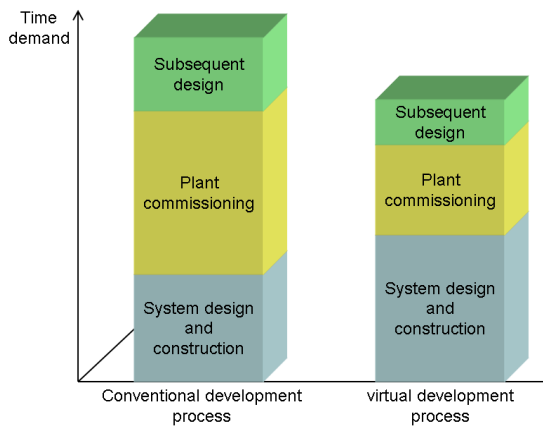 Time
demand
Subsequent
design
Plant
commissioning
System design
and
construction
Conventional development
process
Subsequent
design
Plant
commissioning
System design
and
construction
virtual development
process